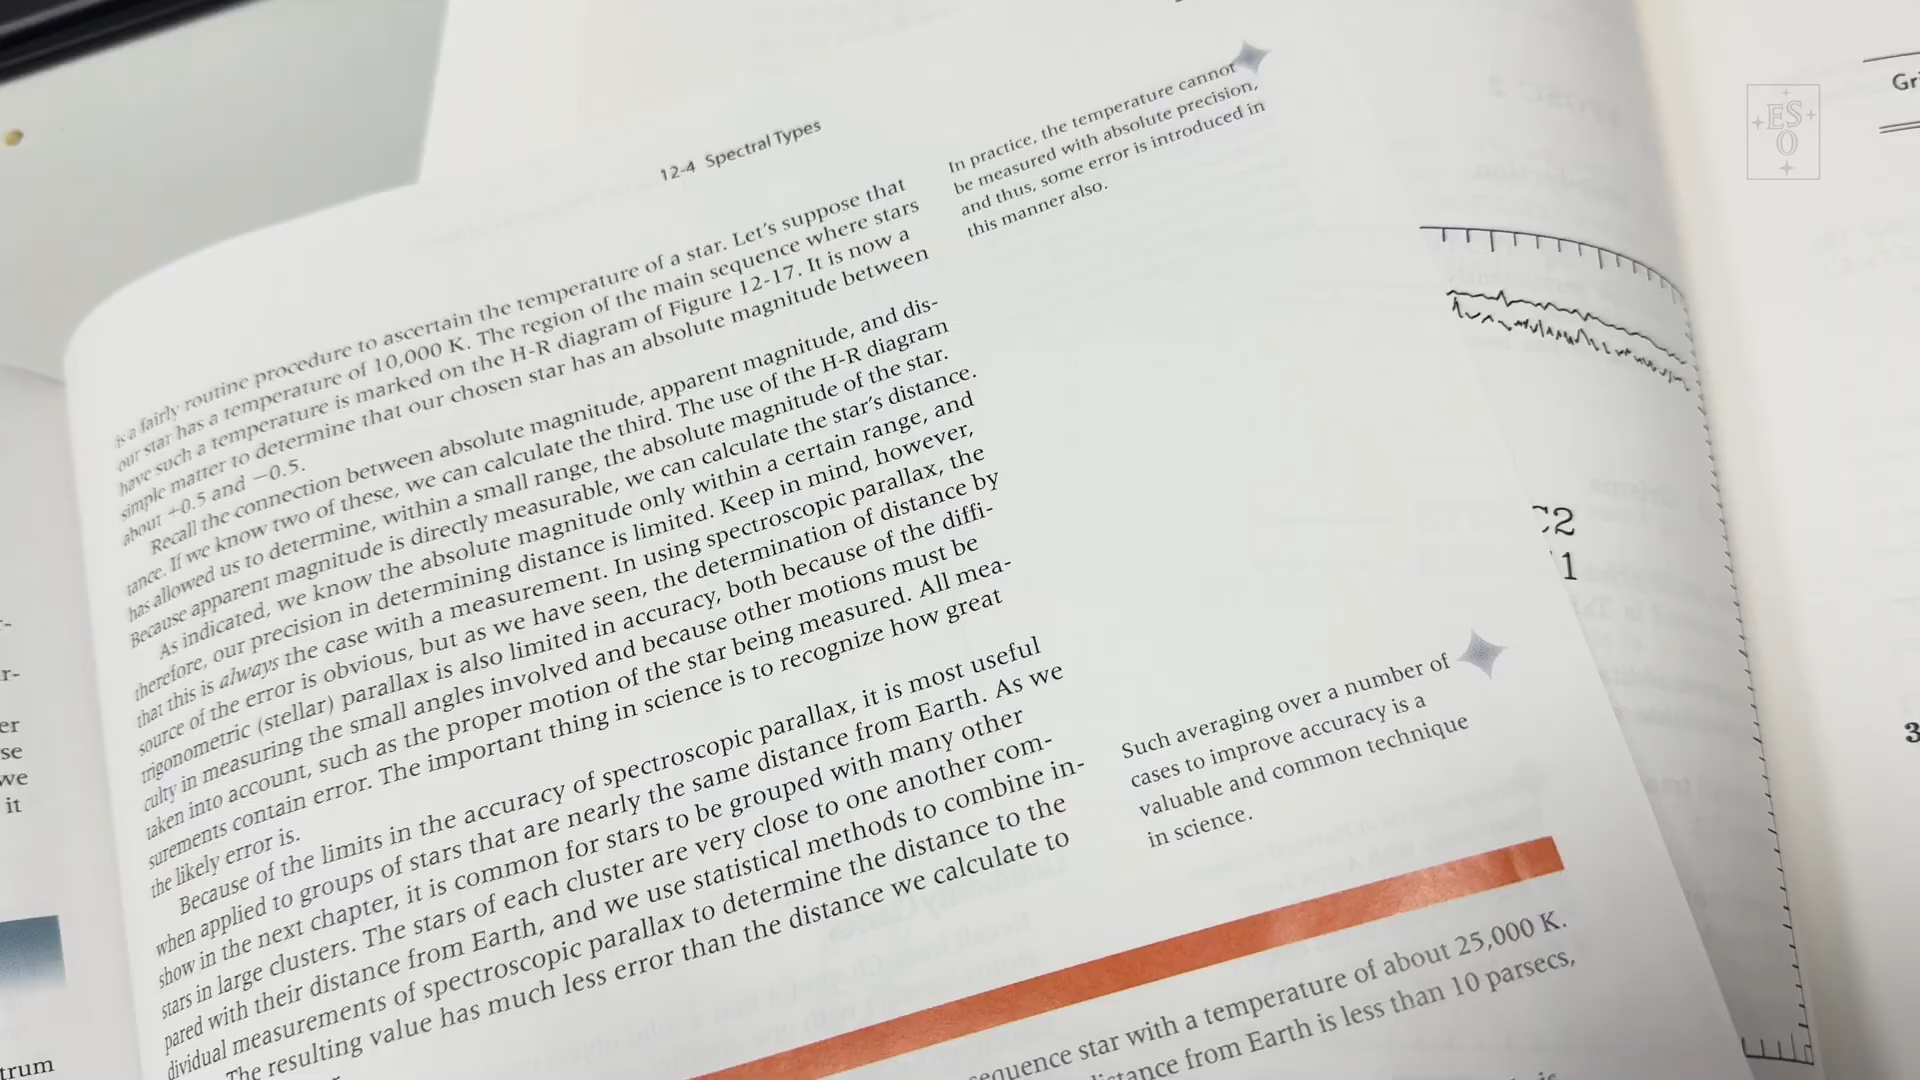 12-4 Spectral Types
is a fairly routine procedure to ascertain the temperature of a star. Let's suppose that
our star has a temperature of 10,000 K. The region of the main sequence where stars
have such a temperature is marked on the H-R diagram of Figure 12-17. It is now a
simple matter to determine that our chosen star has an absolute magnitude between
about +0.5 and −0.5.
Recall the connection between absolute magnitude, apparent magnitude, and dis-
tance. If we know two of these, we can calculate the third. The use of the H-R diagram
has allowed us to determine, within a small range, the absolute magnitude of the star.
Because apparent magnitude is directly measurable, we can calculate the star's distance.
As indicated, we know the absolute magnitude only within a certain range, and
therefore, our precision in determining distance is limited. Keep in mind, however,
that this is always the case with a measurement. In using spectroscopic parallax, the
source of the error is obvious, but as we have seen, the determination of distance by
trigonometric (stellar) parallax is also limited in accuracy, both because of the diffi-
culty in measuring the small angles involved and because other motions must be
taken into account, such as the proper motion of the star being measured. All mea-
surements contain error. The important thing in science is to recognize how great
the likely error is.
Because of the limits in the accuracy of spectroscopic parallax, it is most useful
when applied to groups of stars that are nearly the same distance from Earth. As we
show in the next chapter, it is common for stars to be grouped with many other
stars in large clusters. The stars of each cluster are very close to one another com-
pared with their distance from Earth, and we use statistical methods to combine in-
dividual measurements of spectroscopic parallax to determine the distance to the
The resulting value has much less error than the distance we calculate to
In practice, the temperature cannot
be measured with absolute precision,
and thus, some error is introduced in
this manner also.
Such averaging over a number of
cases to improve accuracy is a
valuable and common technique
in science.
sequence star with a temperature of about 25,000 K.
distance from Earth is less than 10 parsecs,
er
se
we
it
trum
C2
1
Gri
3
ES
O